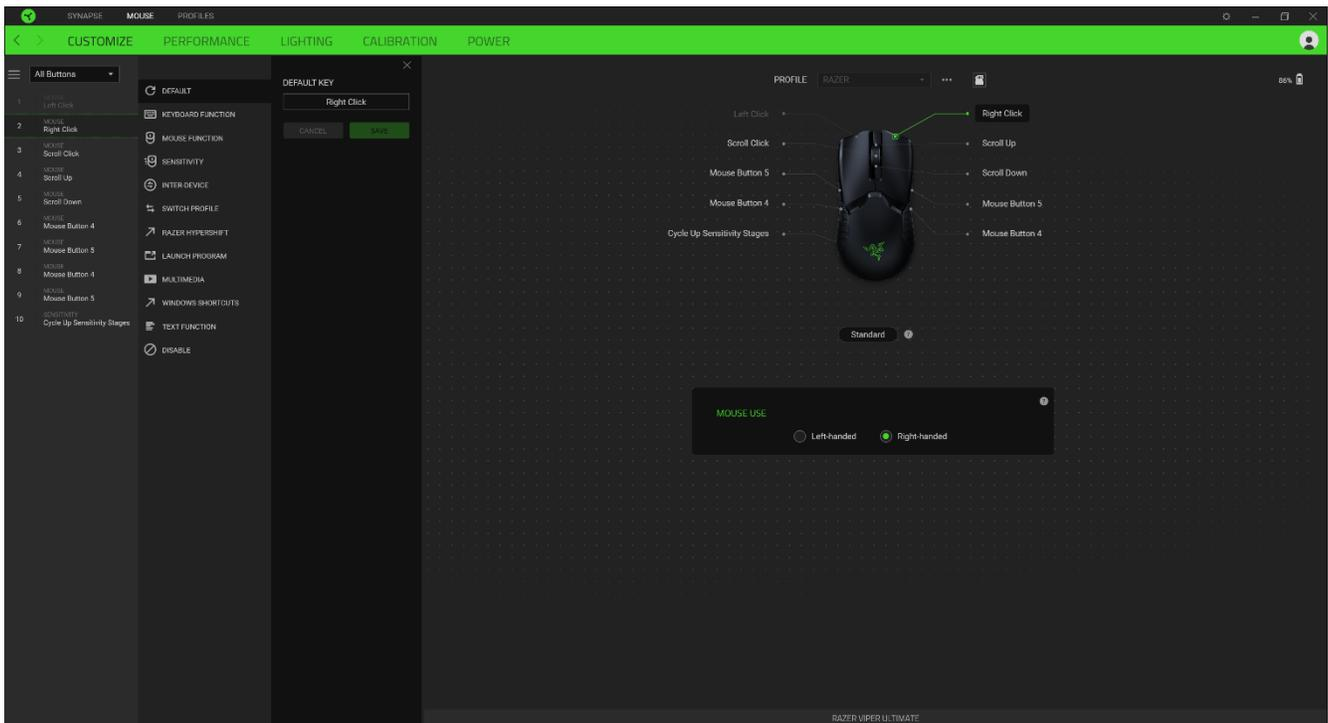 SYNAPSE MOUSE PROFILES
CUSTOMIZE PERFORMANCE LIGHTING CALIBRATION POWER
All Buttons
1 MOUSE
Left Click
2 MOUSE
Right Click
3 MOUSE
Scroll Click
4 MOUSE
Scroll Up
5 MOUSE
Scroll Down
6 MOUSE
Mouse Button 4
7 MOUSE
Mouse Button 5
8 MOUSE
Mouse Button 4
9 MOUSE
Mouse Button 5
10 SENSITIVITY
Cycle Up Sensitivity Stages
DEFAULT
KEYBOARD FUNCTION
MOUSE FUNCTION
SENSITIVITY
INTER-DEVICE
SWITCH PROFILE
RAZER HYPERSHIFT
LAUNCH PROGRAM
MULTIMEDIA
WINDOWS SHORTCUTS
TEXT FUNCTION
DISABLE
DEFAULT KEY
Right Click
CANCEL SAVE
PROFILE RAZER
86%
Left Click Right Click
Scroll Click Scroll Up
Mouse Button 5 Scroll Down
Mouse Button 4 Mouse Button 5
Cycle Up Sensitivity Stages Mouse Button 4
Standard ?
?
MOUSE USE
Left-handed Right-handed
RAZER VIPER ULTIMATE